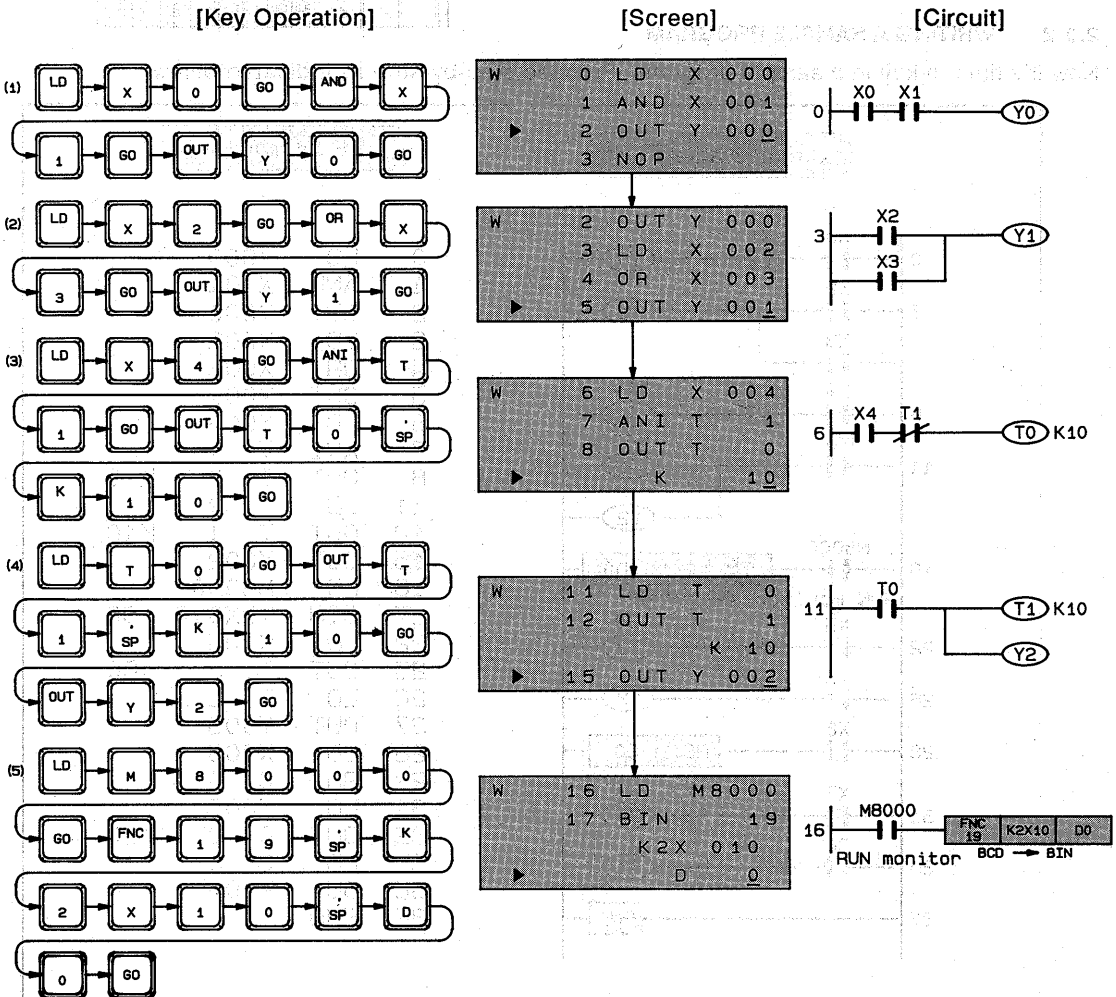 [Key Operation] [Screen] [Circuit]
(1) LD X 0 GO AND X
1 GO OUT Y 0 GO
W 0 LD X 000
1 AND X 001
▶ 2 OUT Y 000
3 NOP
0 X0 X1 Y0
(2) LD X 2 GO OR X
3 GO OUT Y 1 GO
W 2 OUT Y 000
3 LD X 002
4 OR X 003
▶ 5 OUT Y 001
3 X2 Y1
X3
(3) LD X 4 GO ANI T
1 GO OUT T 0 ' SP
K 1 0 GO
W 6 LD X 004
7 ANI T 1
8 OUT T 0
▶ K 10
6 X4 T1 T0 K10
(4) LD T 0 GO OUT T
1 ' SP K 1 0 GO
OUT Y 2 GO
W 11 LD T 0
12 OUT T 1
K 10
▶ 15 OUT Y 002
11 T0 T1 K10
Y2
(5) LD M 8 0 0 0
GO FNC 1 9 ' SP K
2 X 1 0 ' SP D
0 GO
W 16 LD M8000
17 BIN 19
K2X 010
▶ D 0
16 M8000 FNC 19 K2X10 D0
RUN monitor BCD → BIN